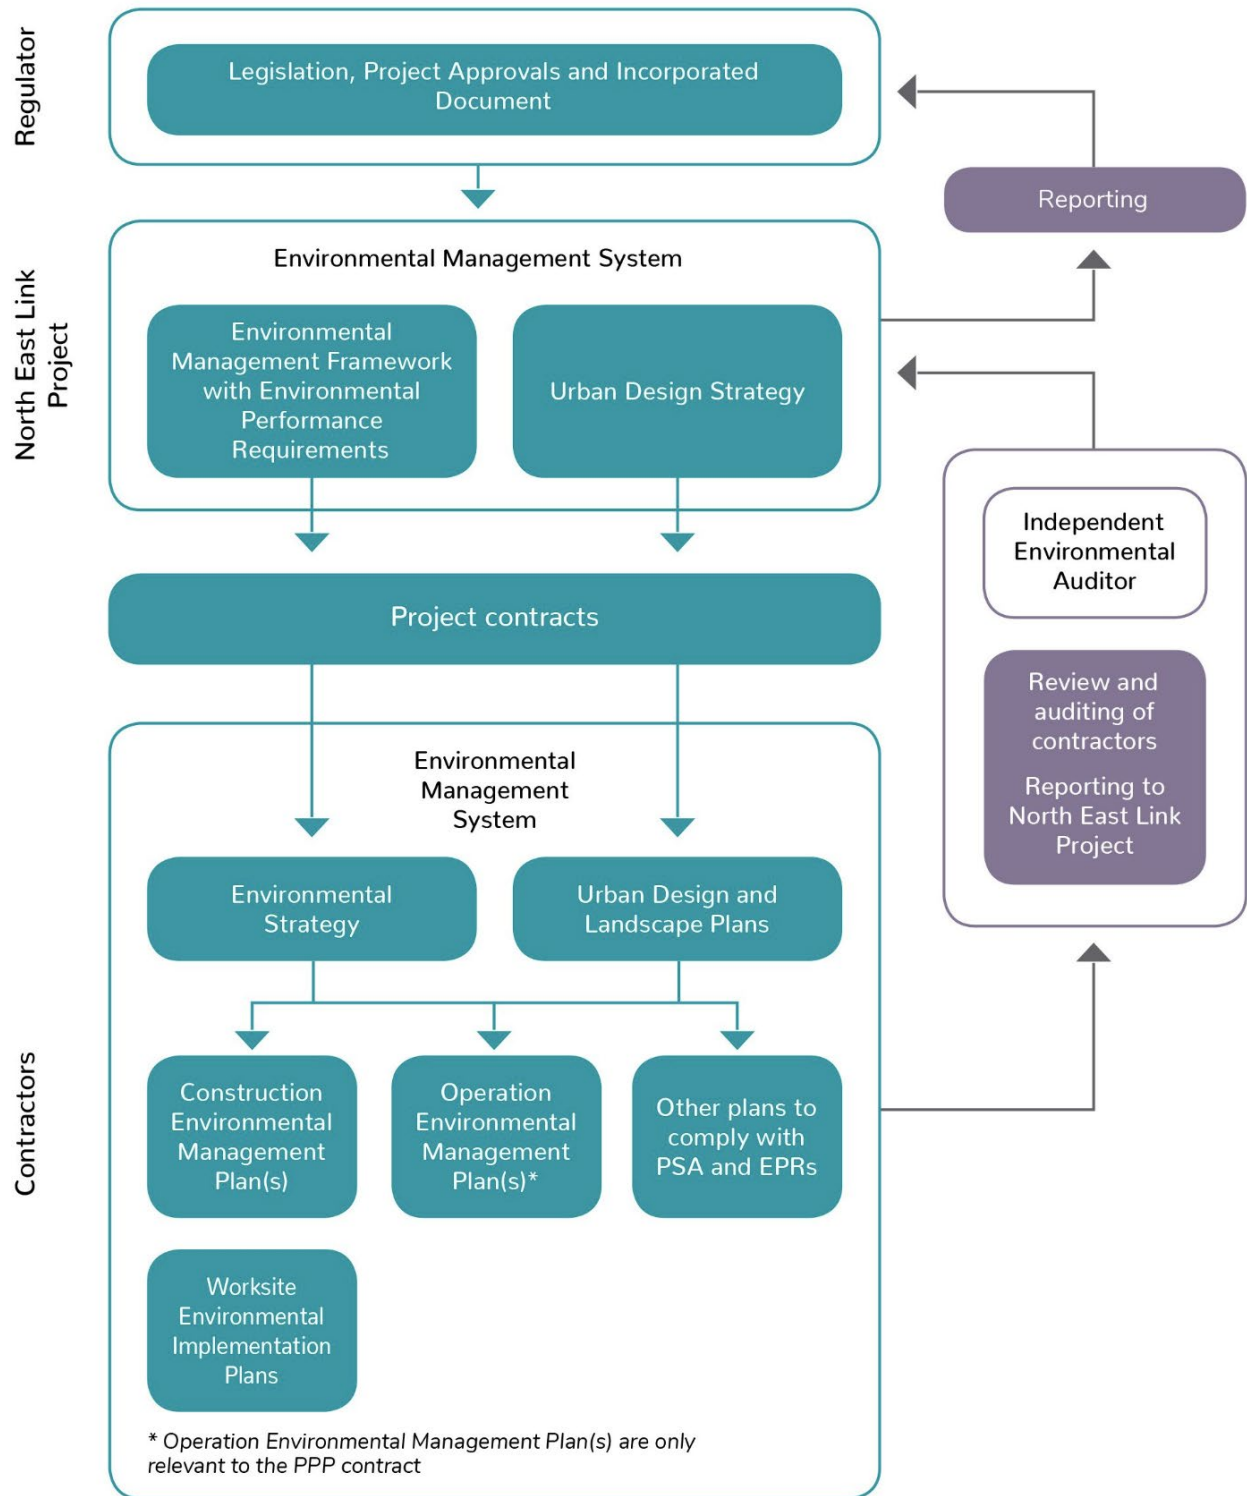 Regulator
Legislation, Project Approvals and Incorporated
Document
Reporting
North East Link
Project
Environmental Management System
Environmental
Management Framework
with Environmental
Performance
Requirements
Urban Design Strategy
Independent
Environmental
Auditor
Project contracts
Review and
auditing of
contractors
Reporting to
North East Link
Project
Contractors
Environmental
Management
System
Environmental
Strategy
Urban Design and
Landscape Plans
Construction
Environmental
Management
Plan(s)
Operation
Environmental
Management
Plan(s)*
Other plans to
comply with
PSA and EPRs
Worksite
Environmental
Implementation
Plans
* Operation Environmental Management Plan(s) are only
relevant to the PPP contract